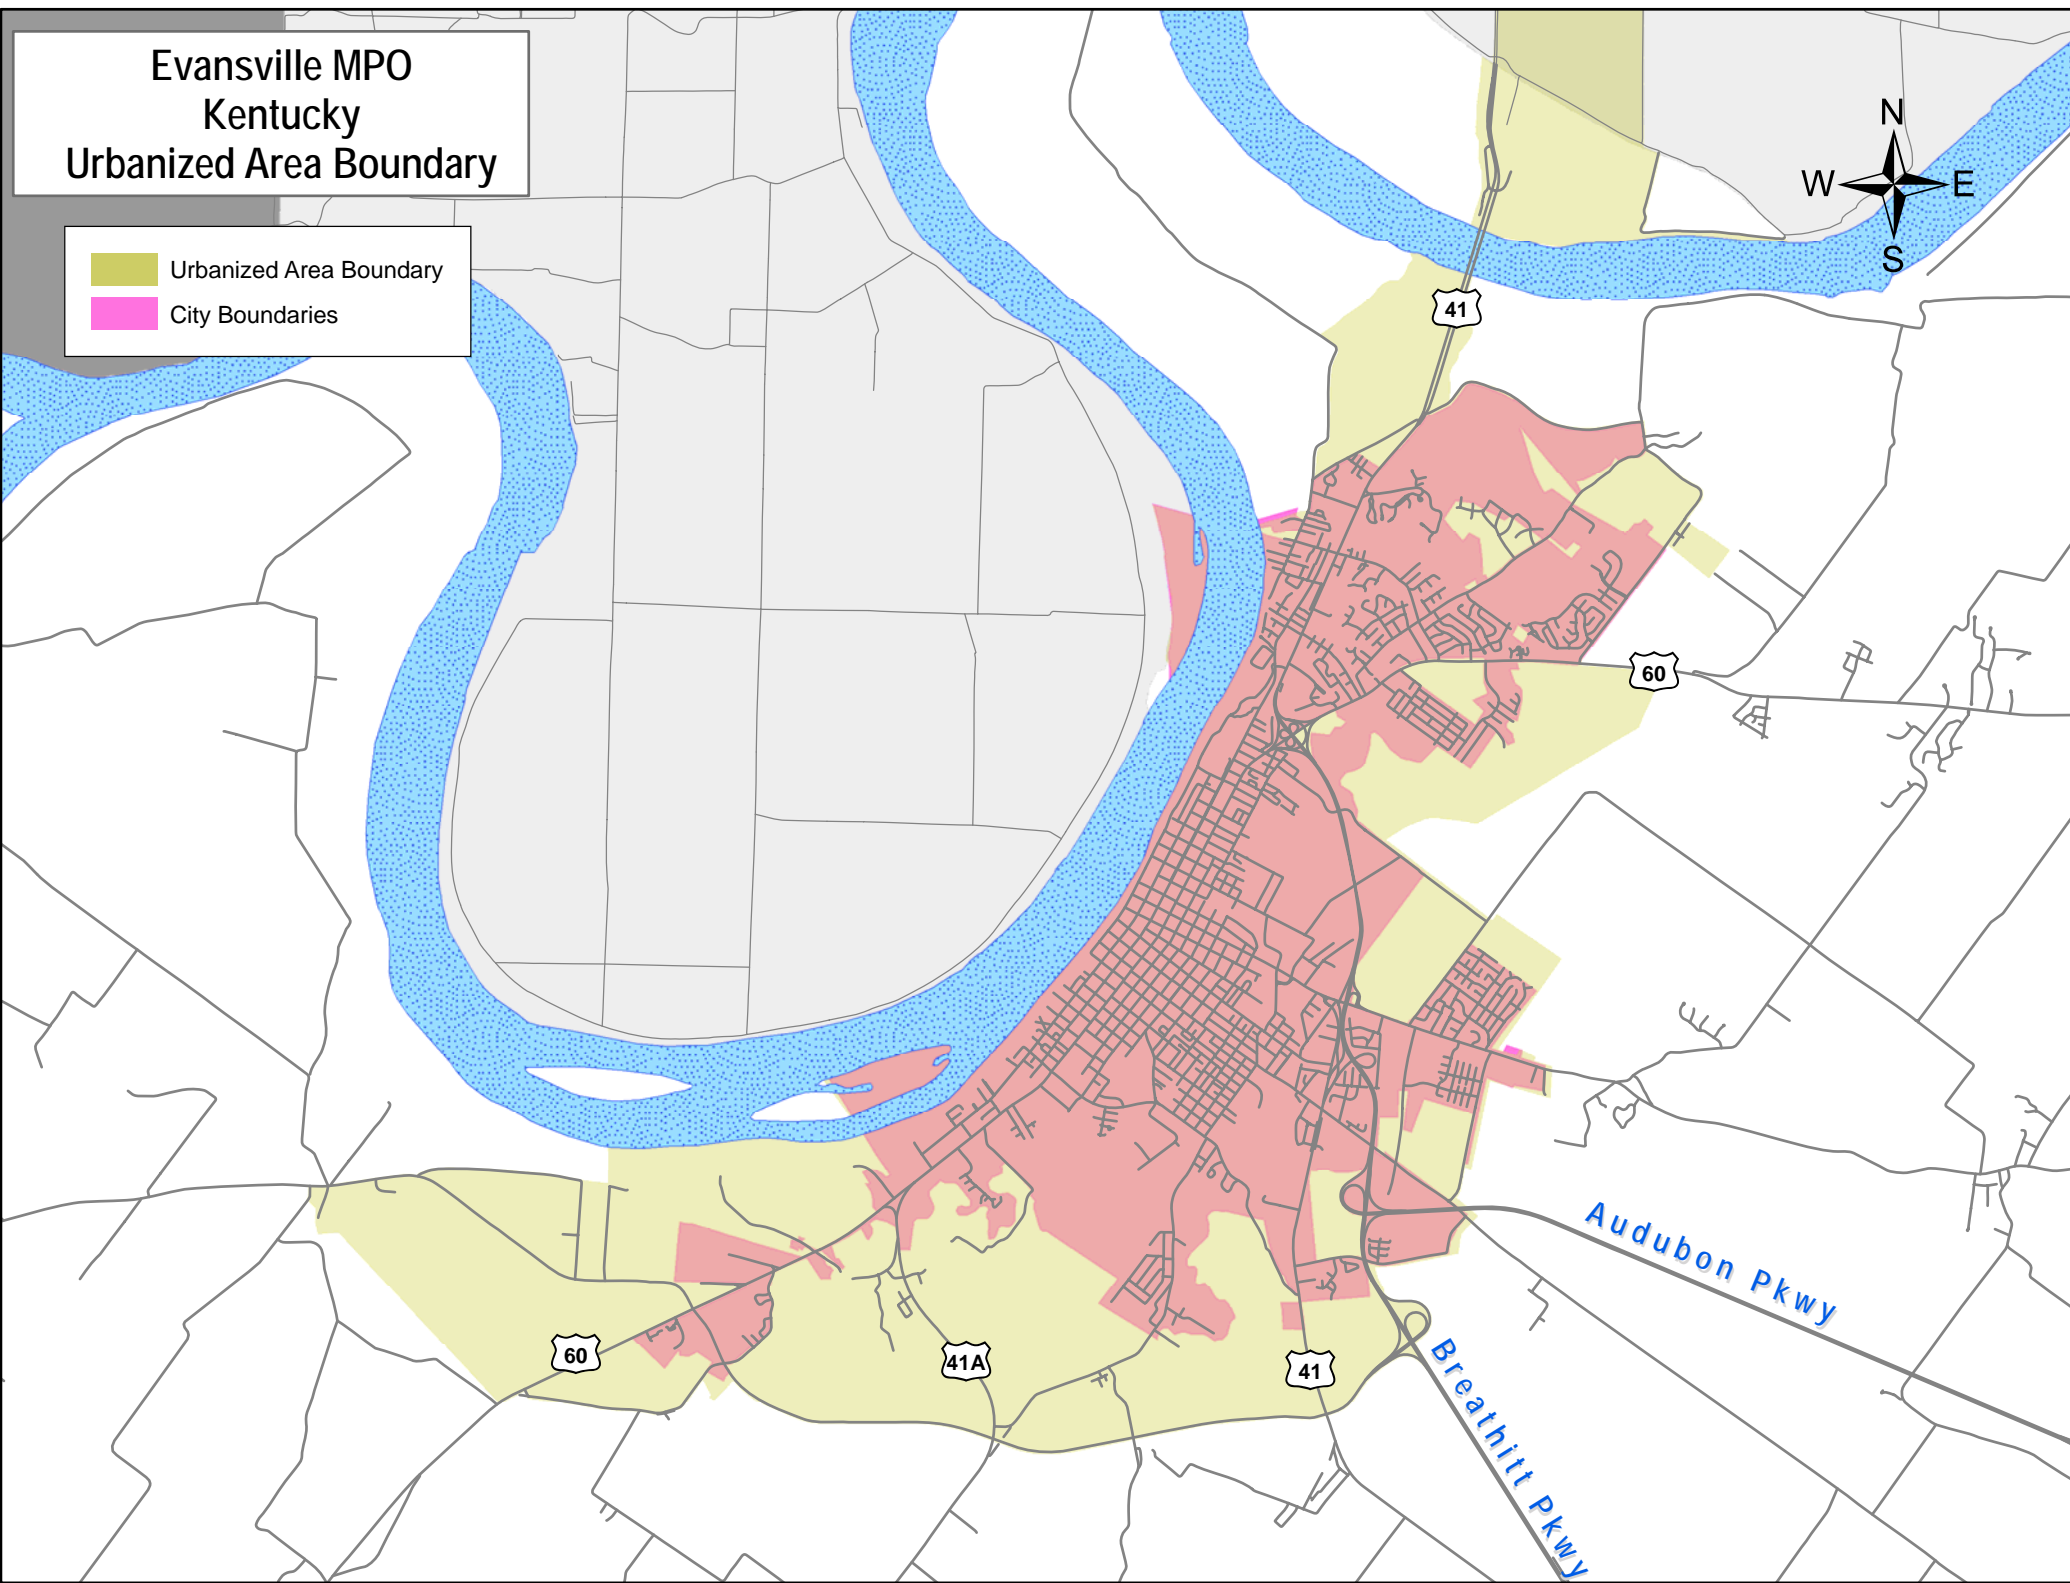 Evansville MPO
Kentucky
Urbanized Area Boundary
Urbanized Area Boundary
City Boundaries
N
W
E
S
41
60
60
41A
41
Audubon Pkwy
Breathitt Pkwy